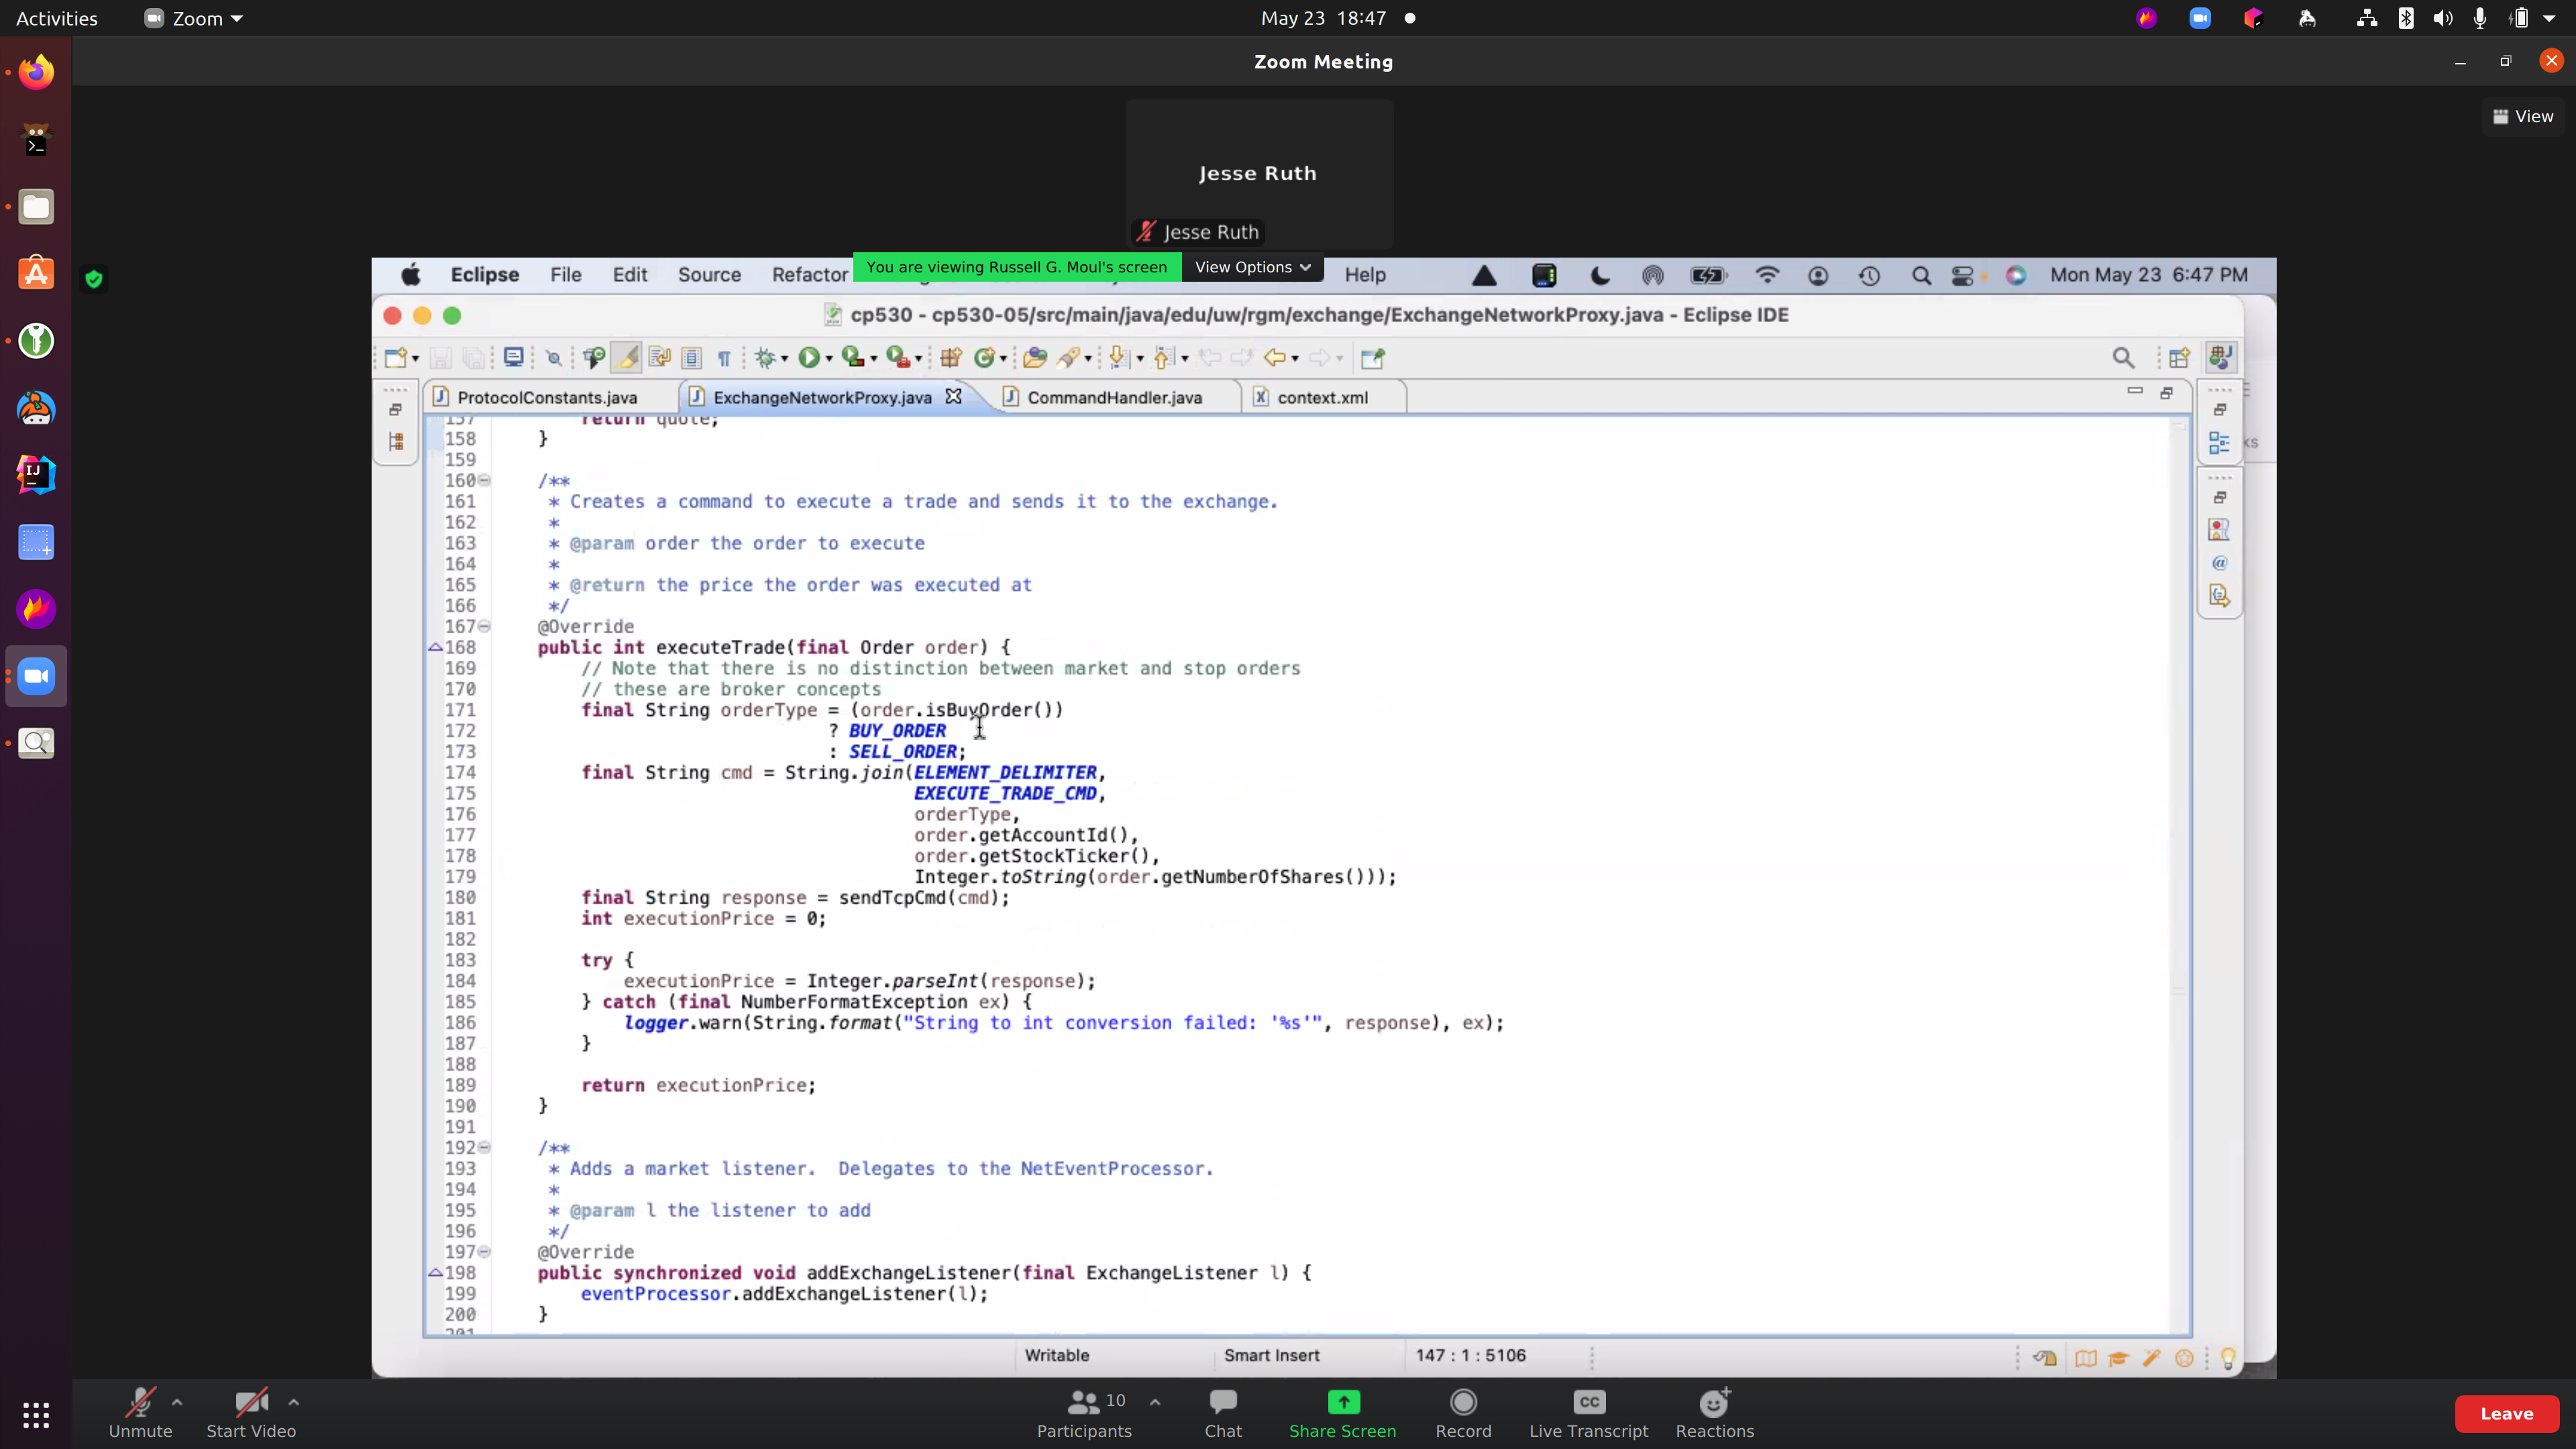 Activities Zoom May 23 18:47
Zoom Meeting
View
Jesse Ruth
Jesse Ruth
You are viewing Russell G. Moul's screen View Options
Eclipse File Edit Source Refactor Help Mon May 23 6:47 PM
cp530 - cp530-05/src/main/java/edu/uw/rgm/exchange/ExchangeNetworkProxy.java - Eclipse IDE
ProtocolConstants.java ExchangeNetworkProxy.java CommandHandler.java context.xml
157 return quote;
158 }
159
160 /**
161 * Creates a command to execute a trade and sends it to the exchange.
162 *
163 * @param order the order to execute
164 *
165 * @return the price the order was executed at
166 */
167 @Override
168 public int executeTrade(final Order order) {
169 // Note that there is no distinction between market and stop orders
170 // these are broker concepts
171 final String orderType = (order.isBuyOrder())
172 ? BUY_ORDER
173 : SELL_ORDER;
174 final String cmd = String.join(ELEMENT_DELIMITER,
175 EXECUTE_TRADE_CMD,
176 orderType,
177 order.getAccountId(),
178 order.getStockTicker(),
179 Integer.toString(order.getNumberOfShares()));
180 final String response = sendTcpCmd(cmd);
181 int executionPrice = 0;
182
183 try {
184 executionPrice = Integer.parseInt(response);
185 } catch (final NumberFormatException ex) {
186 logger.warn(String.format("String to int conversion failed: '%s'", response), ex);
187 }
188
189 return executionPrice;
190 }
191
192 /**
193 * Adds a market listener.  Delegates to the NetEventProcessor.
194 *
195 * @param l the listener to add
196 */
197 @Override
198 public synchronized void addExchangeListener(final ExchangeListener l) {
199 eventProcessor.addExchangeListener(l);
200 }
201
Writable Smart Insert 147 : 1 : 5106
Unmute Start Video Participants 10 Chat Share Screen Record Live Transcript Reactions Leave